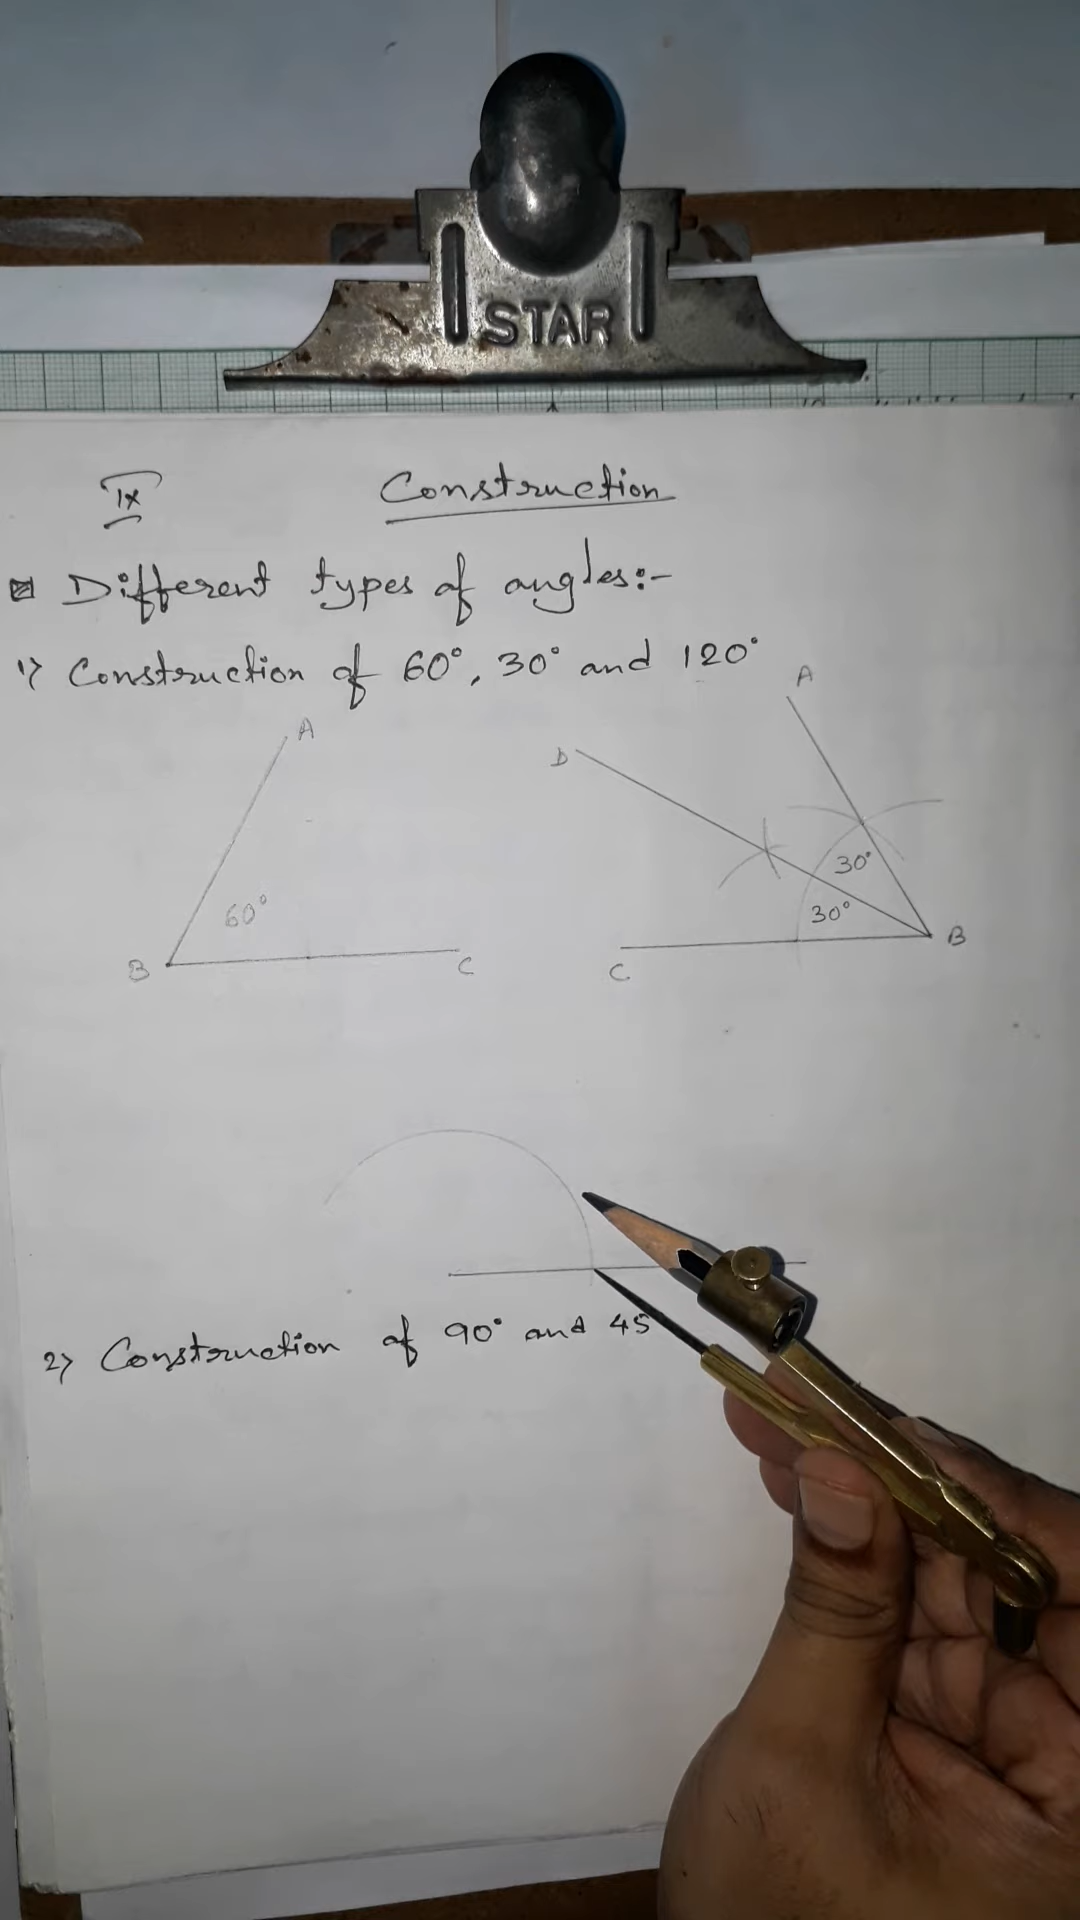 STAR
IX
Construction
Different types of angles:-
1) Construction of 60°, 30° and 120°
A
60°
B
C
A
D
30°
30°
B
C
2) Construction of 90° and 45